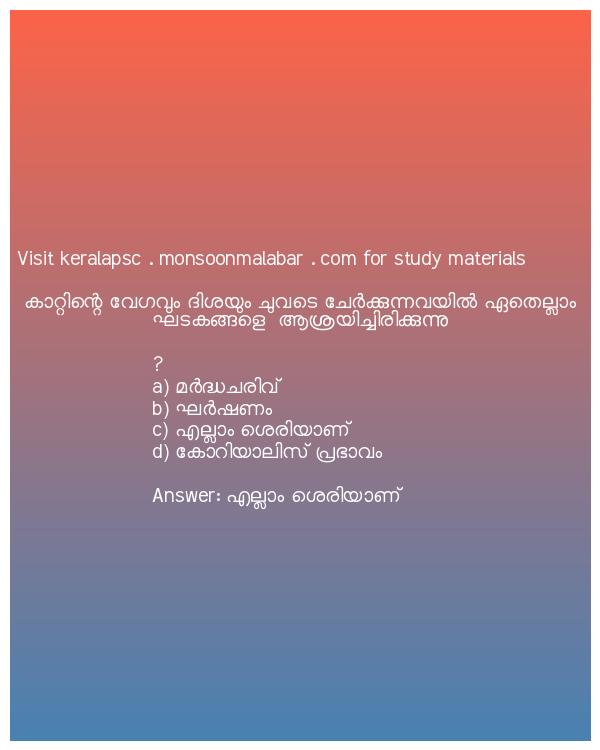 Visit keralapsc . monsoonmalabar . com for study materials
കാറ്റിന്റെ വേഗവും ദിശയും ചുവടെ ചേർക്കുന്നവയിൽ ഏതെല്ലാം
ഘടകങ്ങളെ ആശ്രയിച്ചിരിക്കുന്നു
?
a) മർദ്ധചരിവ്
b) ഘർഷണം
c) എല്ലാം ശെരിയാണ്
d) കോറിയാലിസ് പ്രഭാവം
Answer: എല്ലാം ശെരിയാണ്